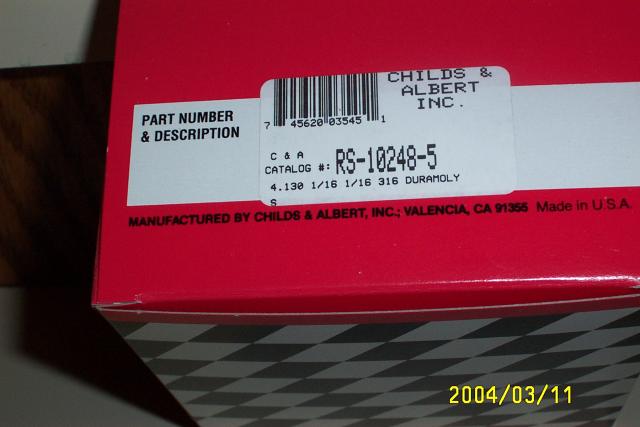 CHILDS &
ALBERT
INC.
PART NUMBER
& DESCRIPTION
7 45620 03545 1
C & A
CATALOG #: RS-10248-5
4.130 1/16 1/16 316 DURAMOLY
S
MANUFACTURED BY CHILDS & ALBERT, INC.; VALENCIA, CA 91355 Made in U.S.A.
2004/03/11